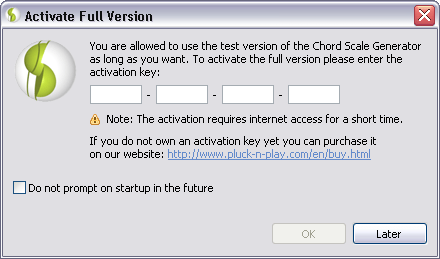 Activate Full Version
You are allowed to use the test version of the Chord Scale Generator
as long as you want. To activate the full version please enter the
activation key:
- - -
Note: The activation requires internet access for a short time.
If you do not own an activation key yet you can purchase it
on our website: http://www.pluck-n-play.com/en/buy.html
Do not prompt on startup in the future
OK Later